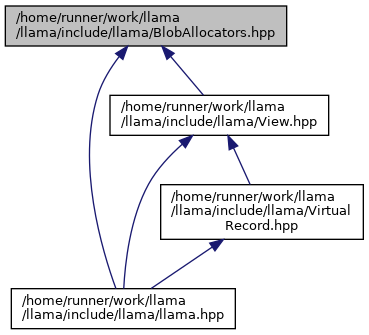 /home/runner/work/llama
/llama/include/llama/BlobAllocators.hpp
/home/runner/work/llama
/llama/include/llama/View.hpp
/home/runner/work/llama
/llama/include/llama/Virtual
Record.hpp
/home/runner/work/llama
/llama/include/llama/llama.hpp